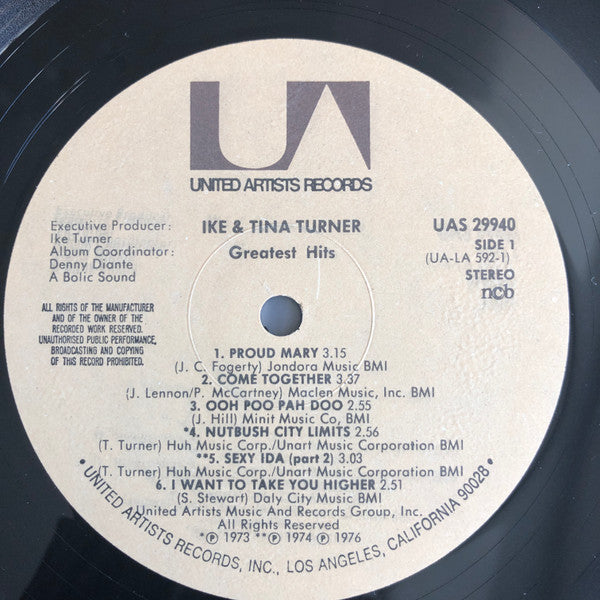 UA
UNITED ARTISTS RECORDS
IKE & TINA TURNER
Greatest Hits
Executive Producer:
Ike Turner
Album Coordinator:
Denny Diante
A Bolic Sound
UAS 29940
SIDE 1
(UA-LA 592-1)
STEREO
ncb
ALL RIGHTS OF THE MANUFACTURER
AND OF THE OWNER OF THE
RECORDED WORK RESERVED.
UNAUTHORISED PUBLIC PERFORMANCE,
BROADCASTING AND COPYING
OF THIS RECORD PROHIBITED.
1. PROUD MARY 3.15
(J. C. Fogerty) Jondora Music BMI
2. COME TOGETHER 3.37
(J. Lennon/P. McCartney) Maclen Music, Inc. BMI
3. OOH POO PAH DOO 2.55
(J. Hill) Minit Music Co, BMI
*4. NUTBUSH CITY LIMITS 2.56
(T. Turner) Huh Music Corp./Unart Music Corporation BMI
**5. SEXY IDA (part 2) 3.03
(T. Turner) Huh Music Corp./Unart Music Corporation BMI
6. I WANT TO TAKE YOU HIGHER 2.51
(S. Stewart) Daly City Music BMI
United Artists Music And Records Group, Inc.
All Rights Reserved
*℗ 1973 **℗ 1974 ℗ 1976
• UNITED ARTISTS RECORDS, INC., LOS ANGELES, CALIFORNIA 90028 •